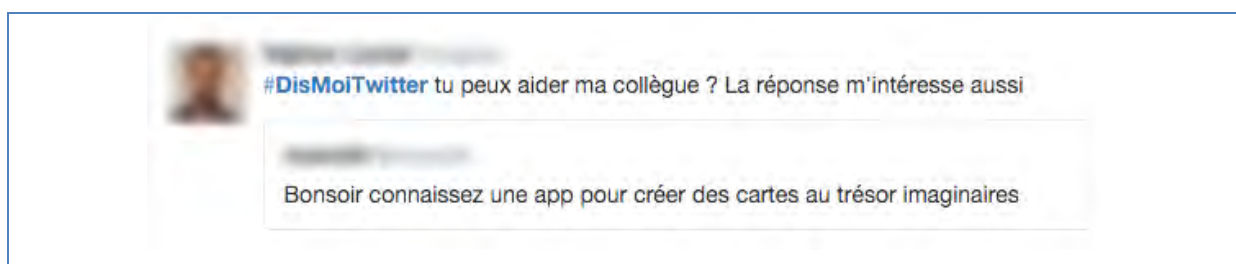 #DisMoiTwitter tu peux aider ma collègue ? La réponse m'intéresse aussi
Bonsoir connaissez une app pour créer des cartes au trésor imaginaires